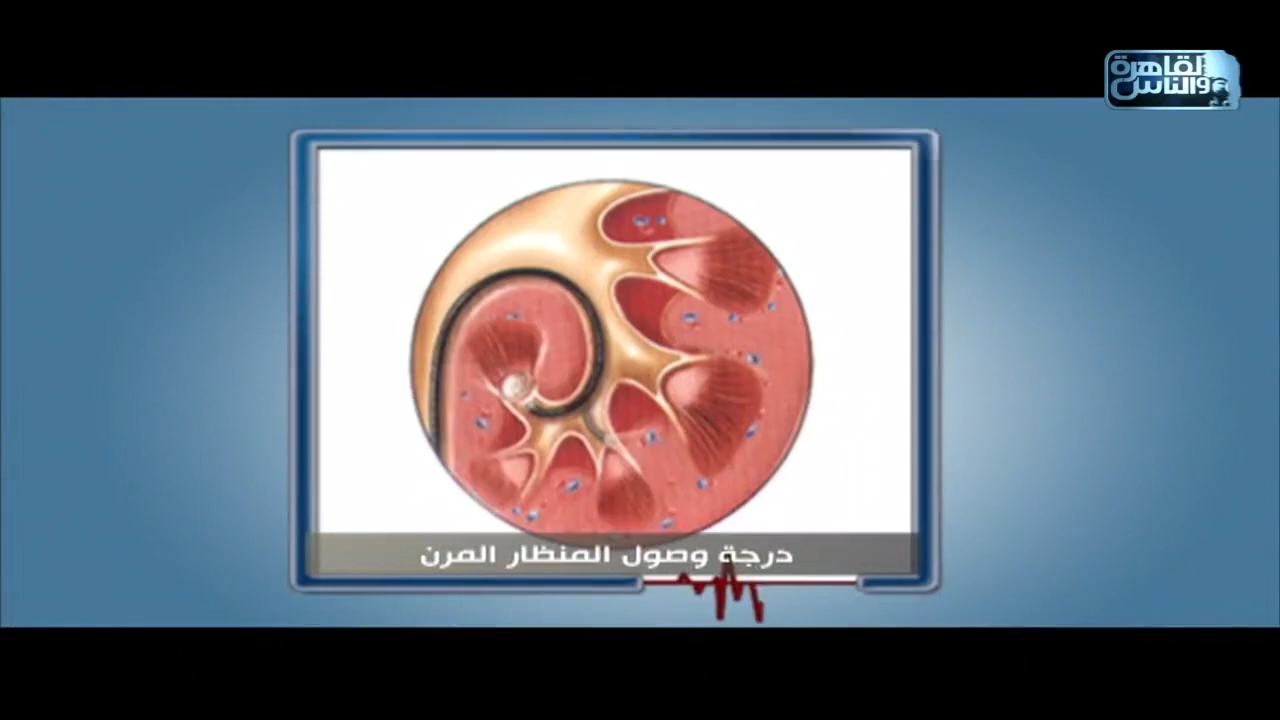 القاهرة
والناس
درجة وصول المنظار المرن